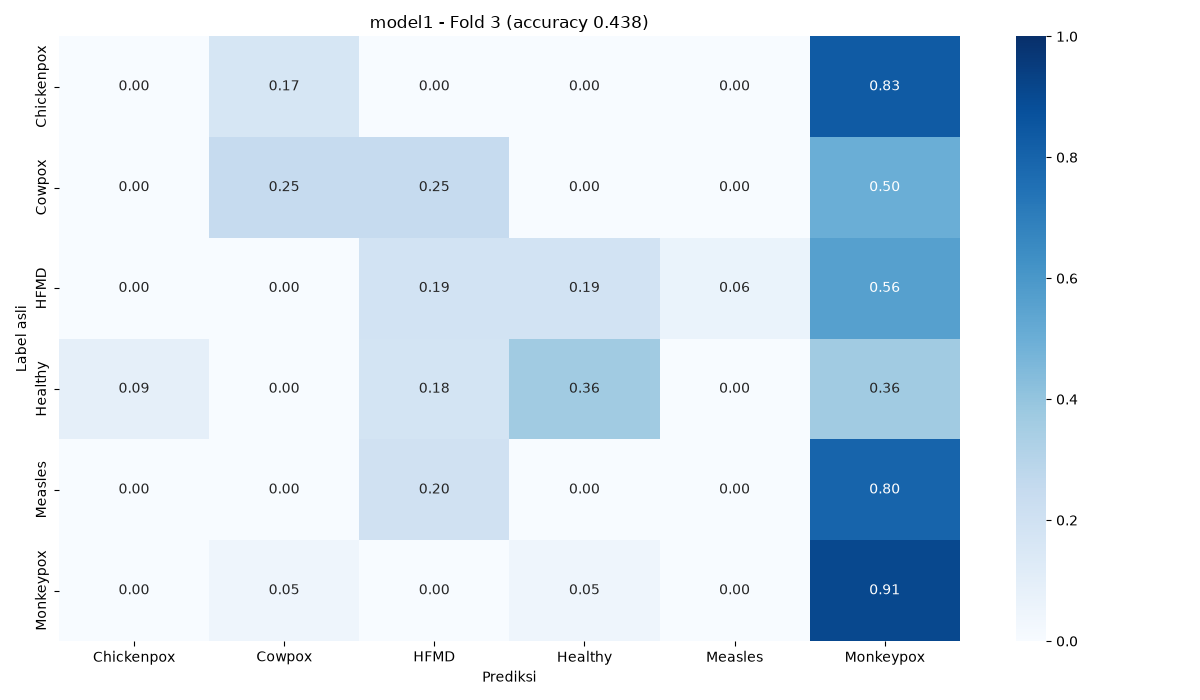 model1 - Fold 3 (accuracy 0.438)
Label asli
Chickenpox 0.00 0.17 0.00 0.00 0.00 0.83
Cowpox 0.00 0.25 0.25 0.00 0.00 0.50
HFMD 0.00 0.00 0.19 0.19 0.06 0.56
Healthy 0.09 0.00 0.18 0.36 0.00 0.36
Measles 0.00 0.00 0.20 0.00 0.00 0.80
Monkeypox 0.00 0.05 0.00 0.05 0.00 0.91
Chickenpox Cowpox HFMD Healthy Measles Monkeypox
Prediksi
1.0
0.8
0.6
0.4
0.2
0.0